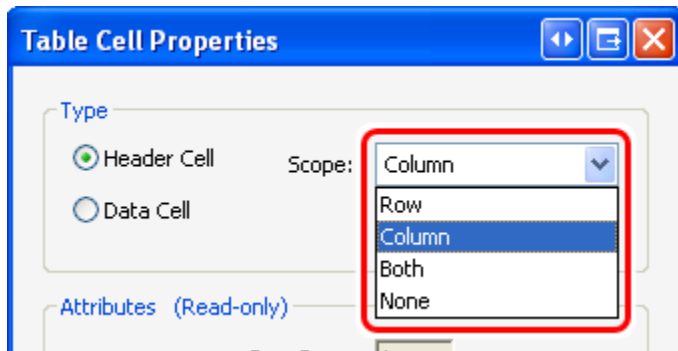 Table Cell Properties
Type
Header Cell Scope: Column
Data Cell
Row
Column
Both
None
Attributes (Read-only)